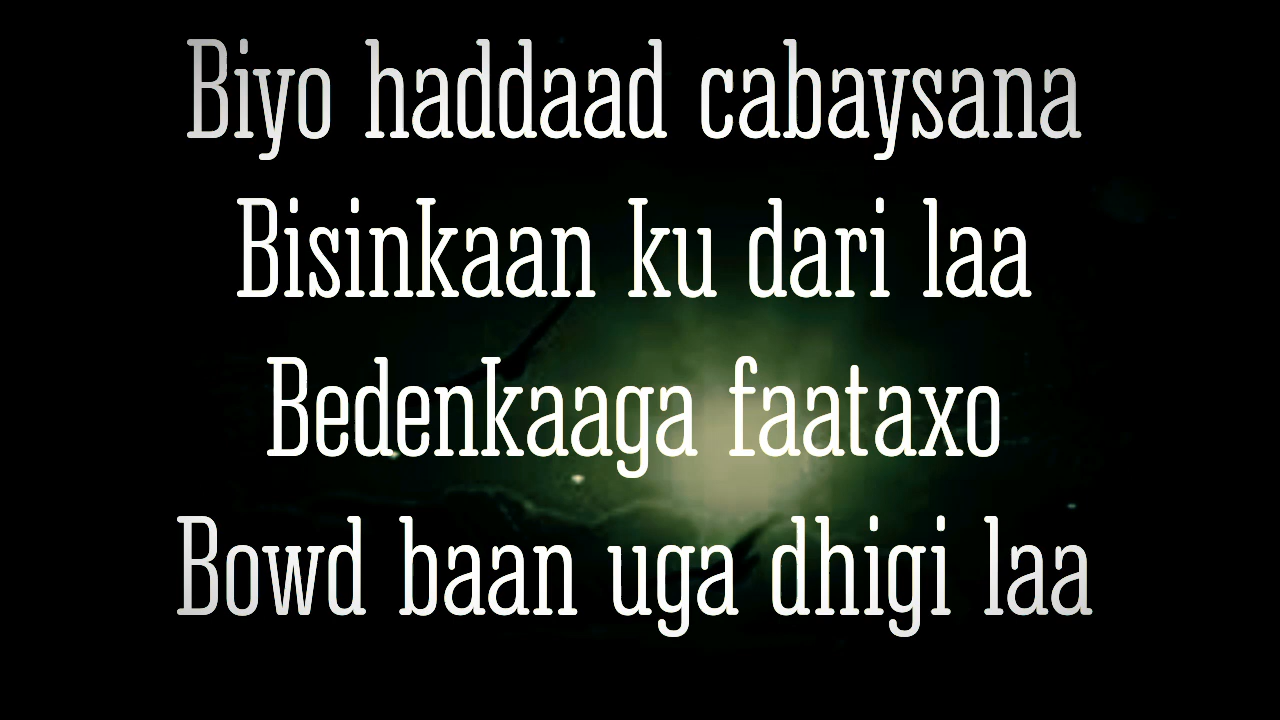 Biyo haddaad cabaysana
Bisinkaan ku dari laa
Bedenkaaga faataxo
Bowd baan uga dhigi laa